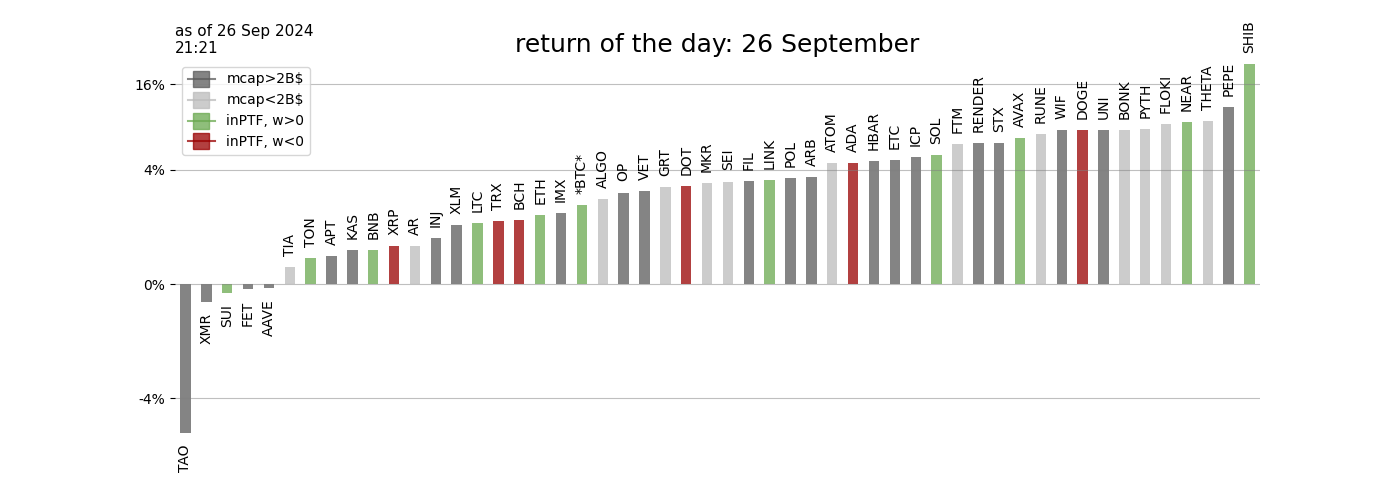 as of 26 Sep 2024
21:21
return of the day: 26 September
mcap>2B$
mcap<2B$
inPTF, w>0
inPTF, w<0
16%
4%
0%
-4%
TAO
XMR
SUI
FET
AAVE
TIA
TON
APT
KAS
BNB
XRP
AR
INJ
XLM
LTC
TRX
BCH
ETH
IMX
*BTC*
ALGO
OP
VET
GRT
DOT
MKR
SEI
FIL
LINK
POL
ARB
ATOM
ADA
HBAR
ETC
ICP
SOL
FTM
RENDER
STX
AVAX
RUNE
WIF
DOGE
UNI
BONK
PYTH
FLOKI
NEAR
THETA
PEPE
SHIB